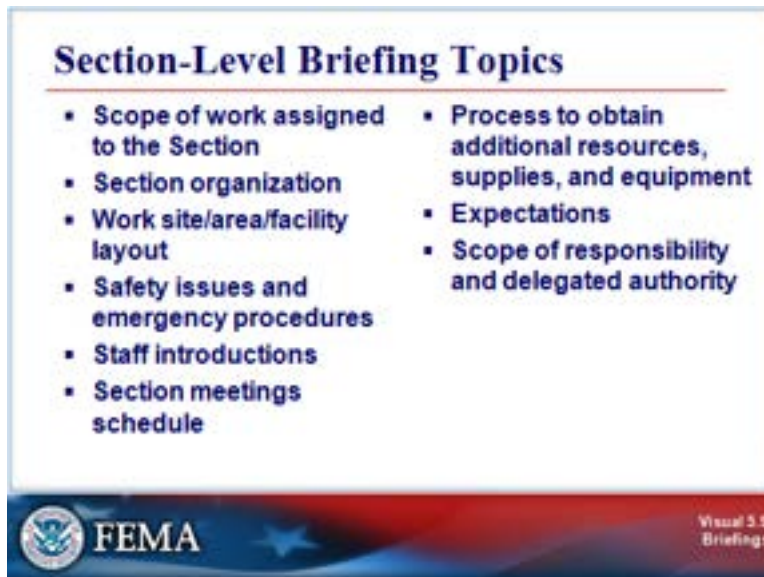 Section-Level Briefing Topics
▪ Scope of work assigned
to the Section
▪ Section organization
▪ Work site/area/facility
layout
▪ Safety issues and
emergency procedures
▪ Staff introductions
▪ Section meetings
schedule
▪ Process to obtain
additional resources,
supplies, and equipment
▪ Expectations
▪ Scope of responsibility
and delegated authority
FEMA
Visual
Briefings